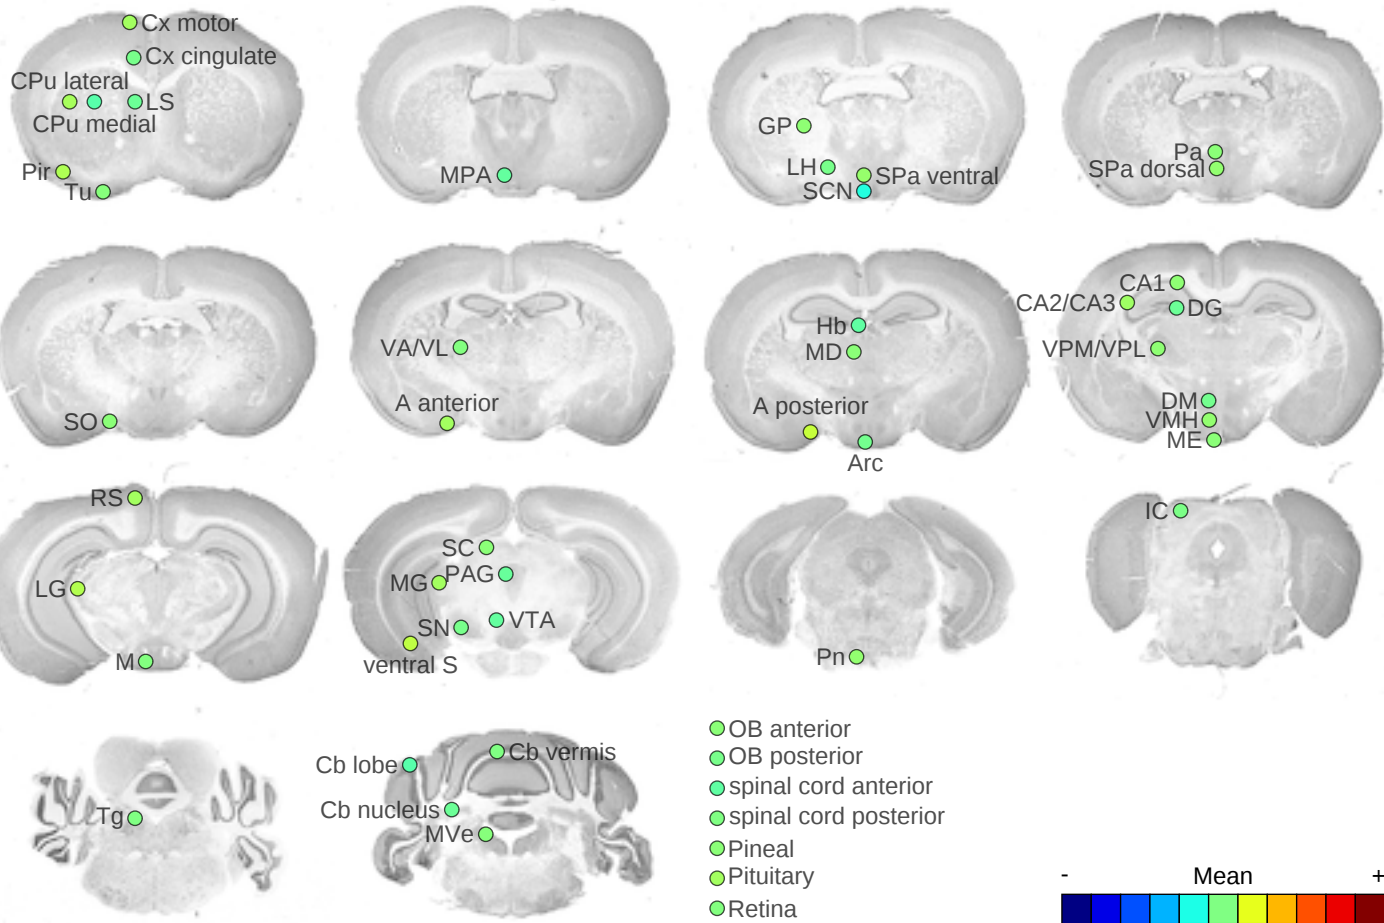 Cx motor
Cx cingulate
CPu lateral
LS
CPu medial
Pir
Tu
MPA
GP
LH
SPa ventral
SCN
Pa
SPa dorsal
SO
VA/VL
A anterior
Hb
MD
A posterior
Arc
CA1
CA2/CA3
DG
VPM/VPL
DM
VMH
ME
RS
LG
M
SC
MG
PAG
SN
VTA
ventral S
Pn
IC
Tg
Cb lobe
Cb vermis
Cb nucleus
MVe
OB anterior
OB posterior
spinal cord anterior
spinal cord posterior
Pineal
Pituitary
Retina
- Mean +